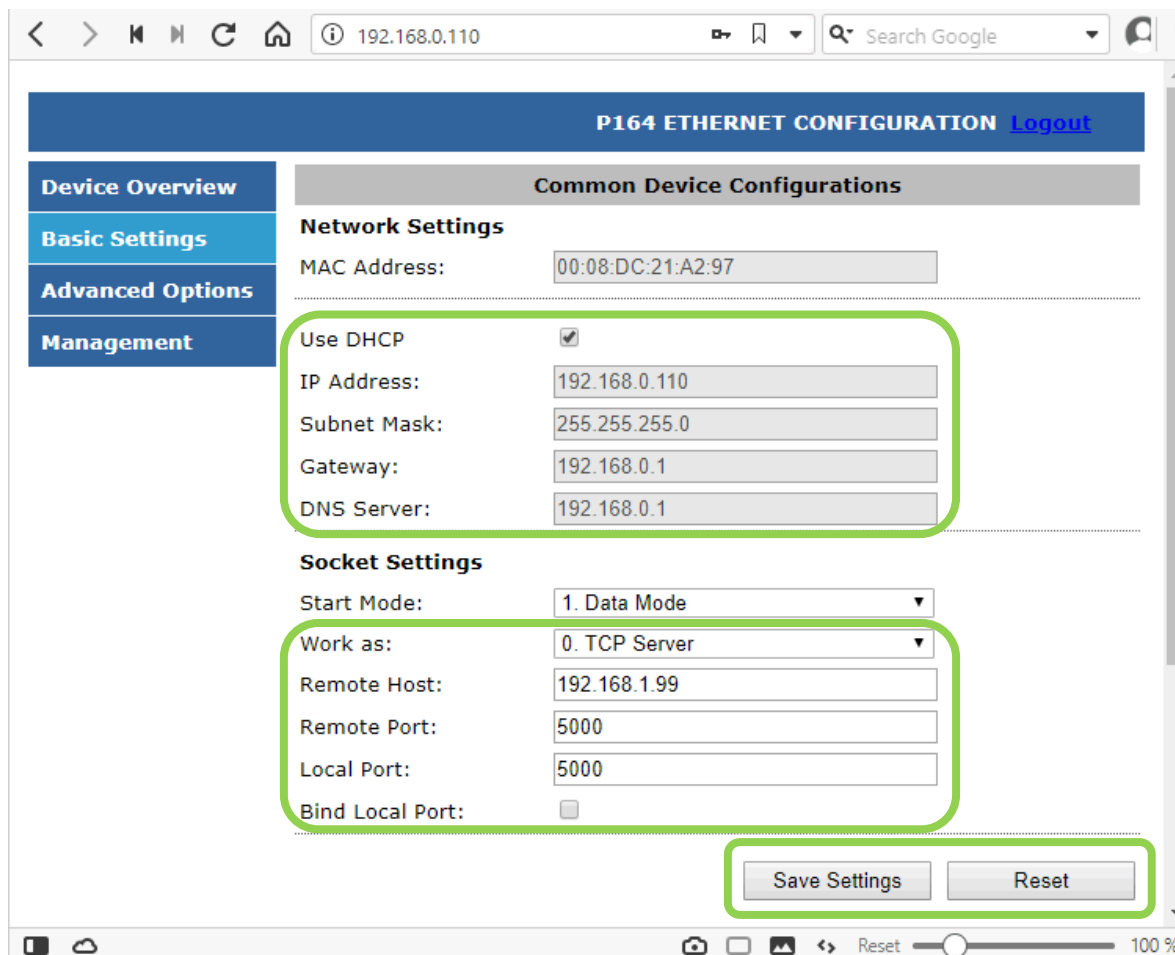 192.168.0.110 Search Google
P164 ETHERNET CONFIGURATION Logout
Device Overview
Basic Settings
Advanced Options
Management
Common Device Configurations
Network Settings
MAC Address: 00:08:DC:21:A2:97
Use DHCP
IP Address: 192.168.0.110
Subnet Mask: 255.255.255.0
Gateway: 192.168.0.1
DNS Server: 192.168.0.1
Socket Settings
Start Mode: 1. Data Mode
Work as: 0. TCP Server
Remote Host: 192.168.1.99
Remote Port: 5000
Local Port: 5000
Bind Local Port:
Save Settings Reset
Reset 100 %